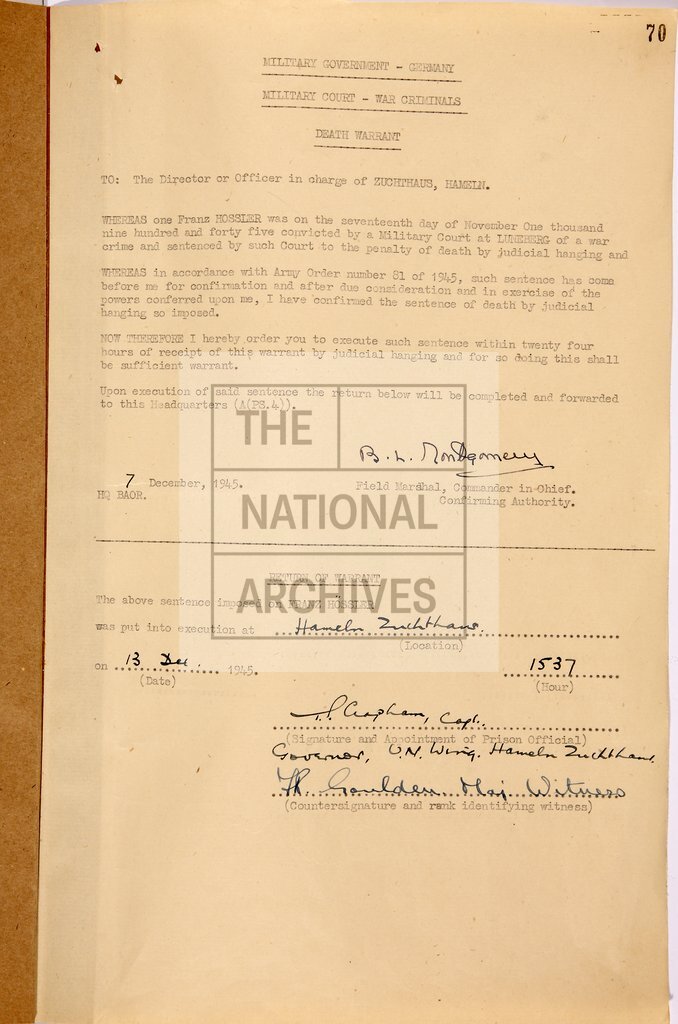 70
MILITARY GOVERNMENT - GERMANY
MILITARY COURT - WAR CRIMINALS
DEATH WARRANT
TO: The Director or Officer in charge of ZUCHTHAUS, HAMELN.
WHEREAS one Franz HOSSLER was on the seventeenth day of November One thousand
nine hundred and forty five convicted by a Military Court at LUNEBERG of a war
crime and sentenced by such Court to the penalty of death by judicial hanging and
WHEREAS in accordance with Army Order number 81 of 1945, such sentence has come
before me for confirmation and after due consideration and in exercise of the
powers conferred upon me, I have confirmed the sentence of death by judicial
hanging so imposed.
NOW THEREFORE I hereby order you to execute such sentence within twenty four
hours of receipt of this warrant by judicial hanging and for so doing this shall
be sufficient warrant.
Upon execution of said sentence the return below will be completed and forwarded
to this Headquarters (A(PS.4)).
THE
NATIONAL
ARCHIVES
B. L. Montgomery
7 December, 1945.
HQ BAOR.
Field Marshal, Commander in Chief.
Confirming Authority.
RETURN OF WARRANT
The above sentence imposed on FRANZ HÖSSLER
was put into execution at Hameln Zuchthaus.
(Location)
on 13 Dec. 1945. 1537
(Date) (Hour)
Capt.
(Signature and Appointment of Prison Official)
Governor, Wing. Hameln Zuchthaus.
Maj. Witness
(Countersignature and rank identifying witness)